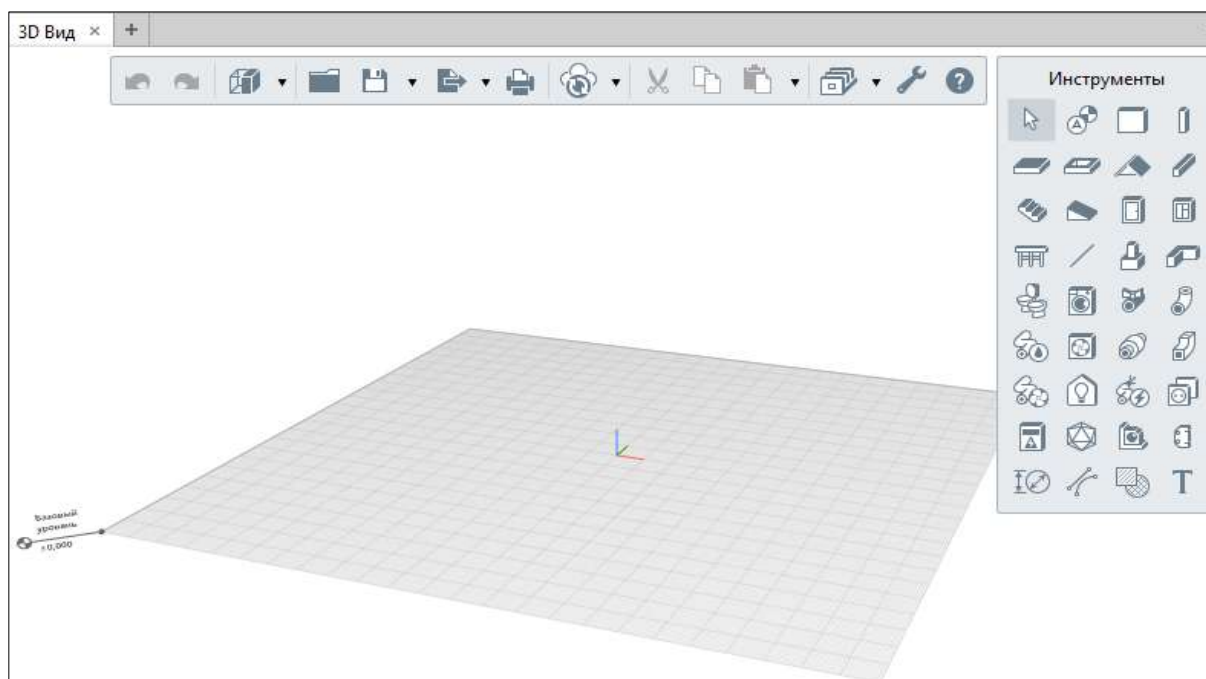 3D Вид
Инструменты
Базовый
уровень
±0,000
T